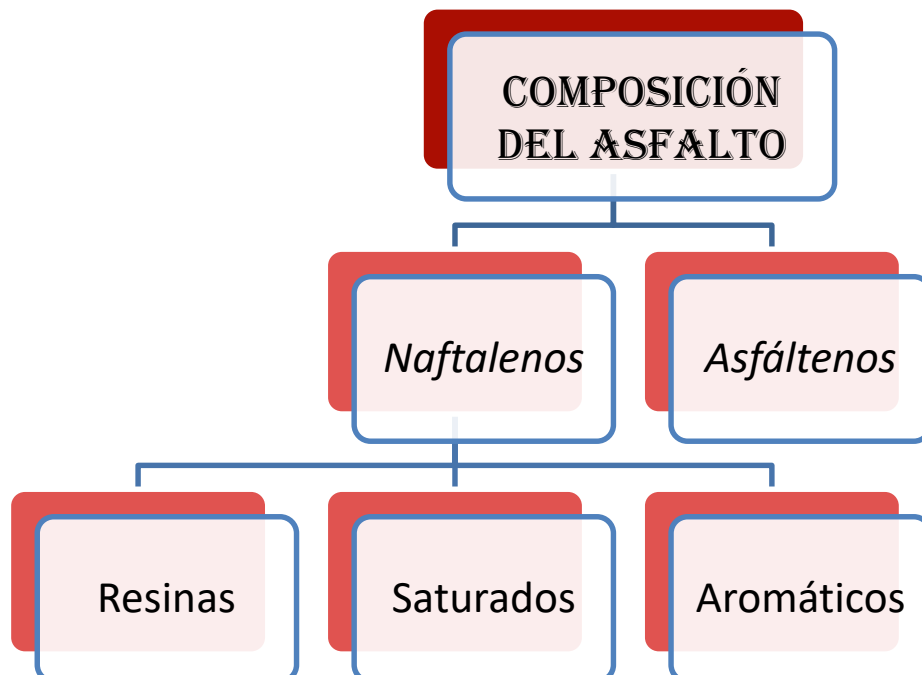 COMPOSICIÓN
DEL ASFALTO
Naftalenos
Asfáltenos
Resinas
Saturados
Aromáticos